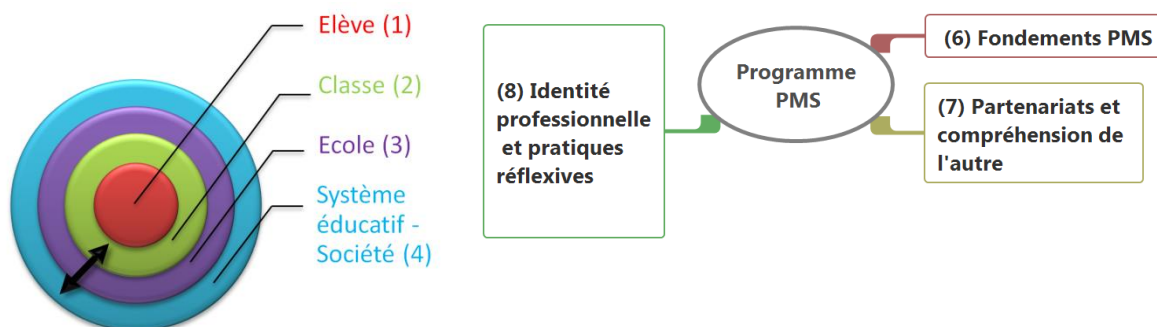 Elève (1)
Classe (2)
Ecole (3)
Système
éducatif -
Société (4)
(8) Identité
professionnelle
et pratiques
réflexives
Programme
PMS
(6) Fondements PMS
(7) Partenariats et
compréhension de
l'autre